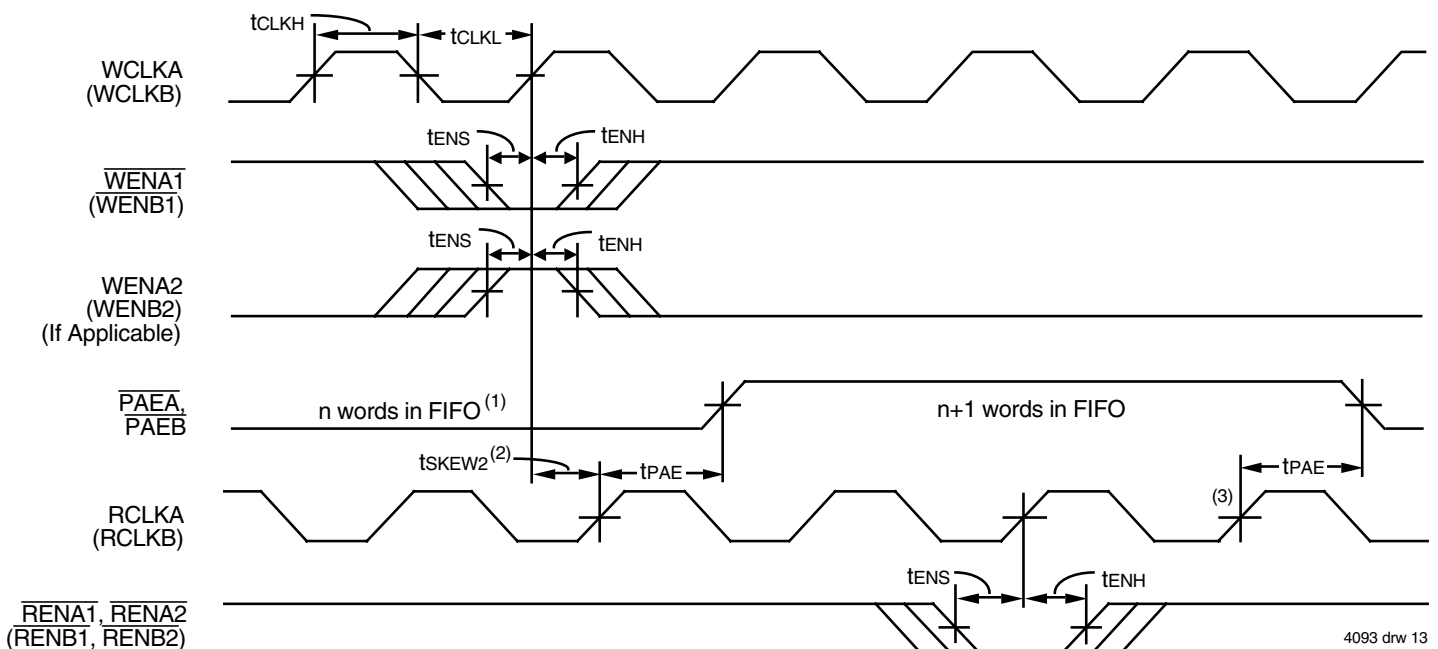 tCLKH
tCLKL
WCLKA
(WCLKB)
tENS
tENH
WENA1
(WENB1)
tENS
tENH
WENA2
(WENB2)
(If Applicable)
PAEA,
PAEB
n words in FIFO (1)
n+1 words in FIFO
tSKEW2 (2)
tPAE
tPAE
RCLKA
(RCLKB)
(3)
tENS
tENH
RENA1, RENA2
(RENB1, RENB2)
4093 drw 13